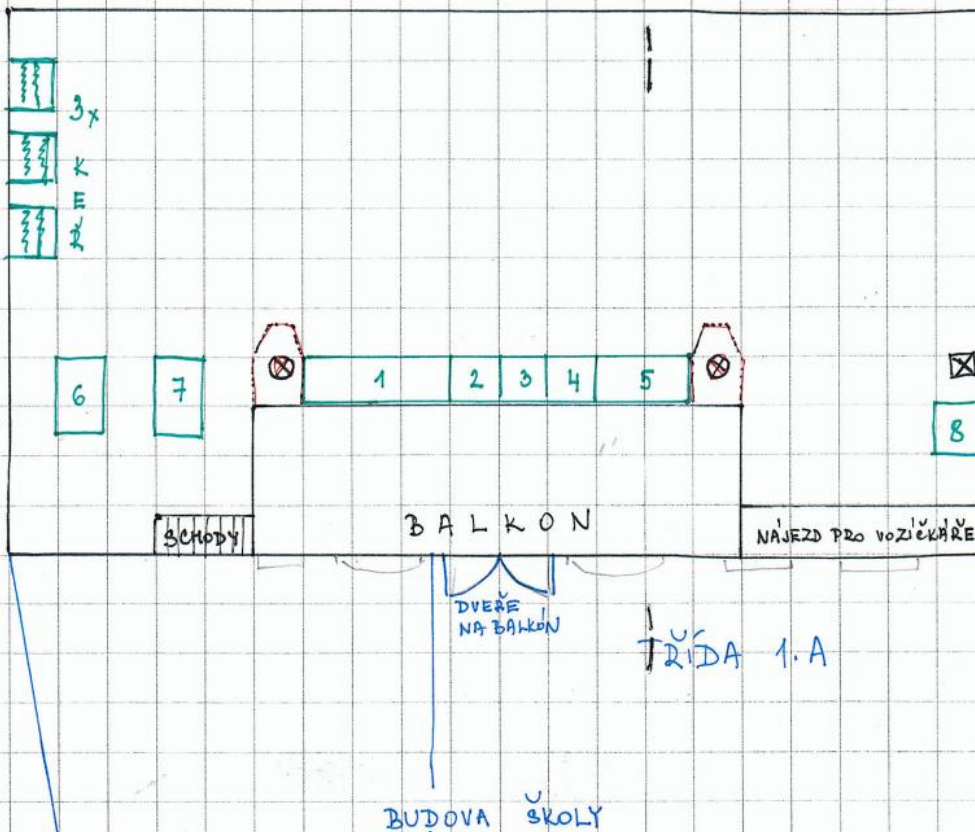 3x
K
E
Ř
6
7
1
2
3
4
5
8
SCHODY
BALKON
NÁJEZD PRO VOZÍČKÁŘE
DVEŘE
NA BALKÓN
TŘÍDA 1.A
BUDOVA ŠKOLY